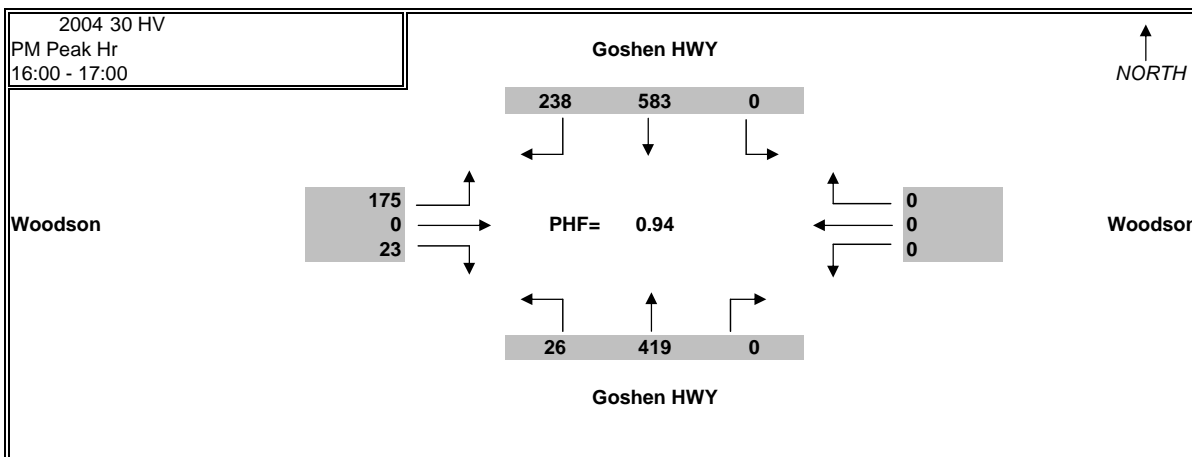 2004 30 HV
PM Peak Hr
16:00 - 17:00
Goshen HWY
NORTH
238 583 0
175 0
Woodson 0 PHF= 0.94 0 Woodson
23 0
26 419 0
Goshen HWY